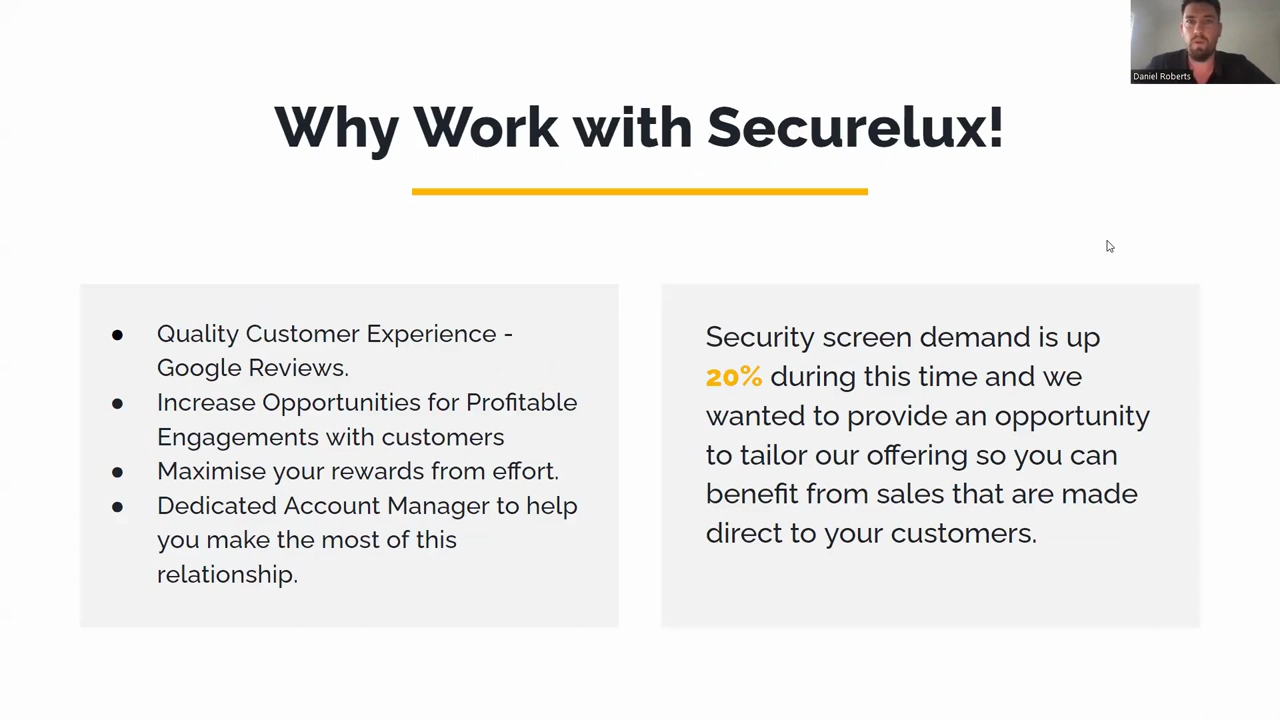 Daniel Roberts
Why Work with Securelux!
● Quality Customer Experience -
Google Reviews.
● Increase Opportunities for Profitable
Engagements with customers
● Maximise your rewards from effort.
● Dedicated Account Manager to help
you make the most of this
relationship.
Security screen demand is up
20% during this time and we
wanted to provide an opportunity
to tailor our offering so you can
benefit from sales that are made
direct to your customers.